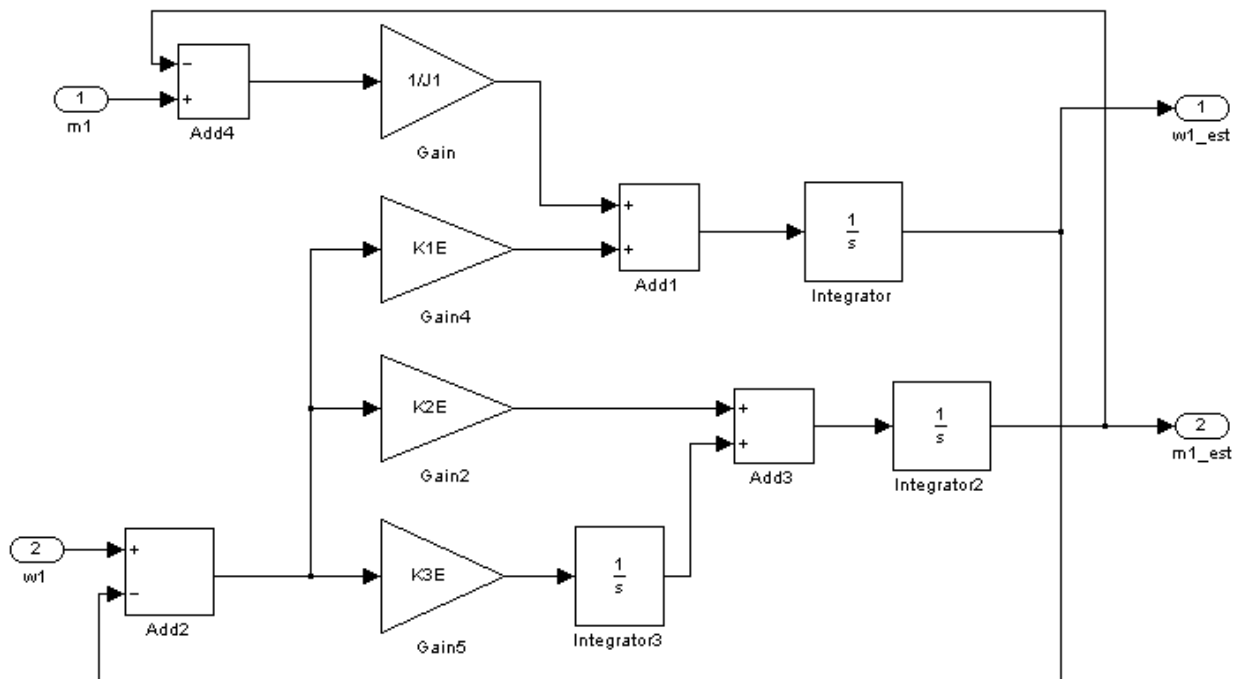 −
1
+
m1
Add4
1/J1
Gain
1
w1_est
K1E
Gain4
+
+
Add1
1
s
Integrator
K2E
Gain2
+
+
Add3
1
s
Integrator2
2
m1_est
2
w1
+
−
Add2
K3E
Gain5
1
s
Integrator3